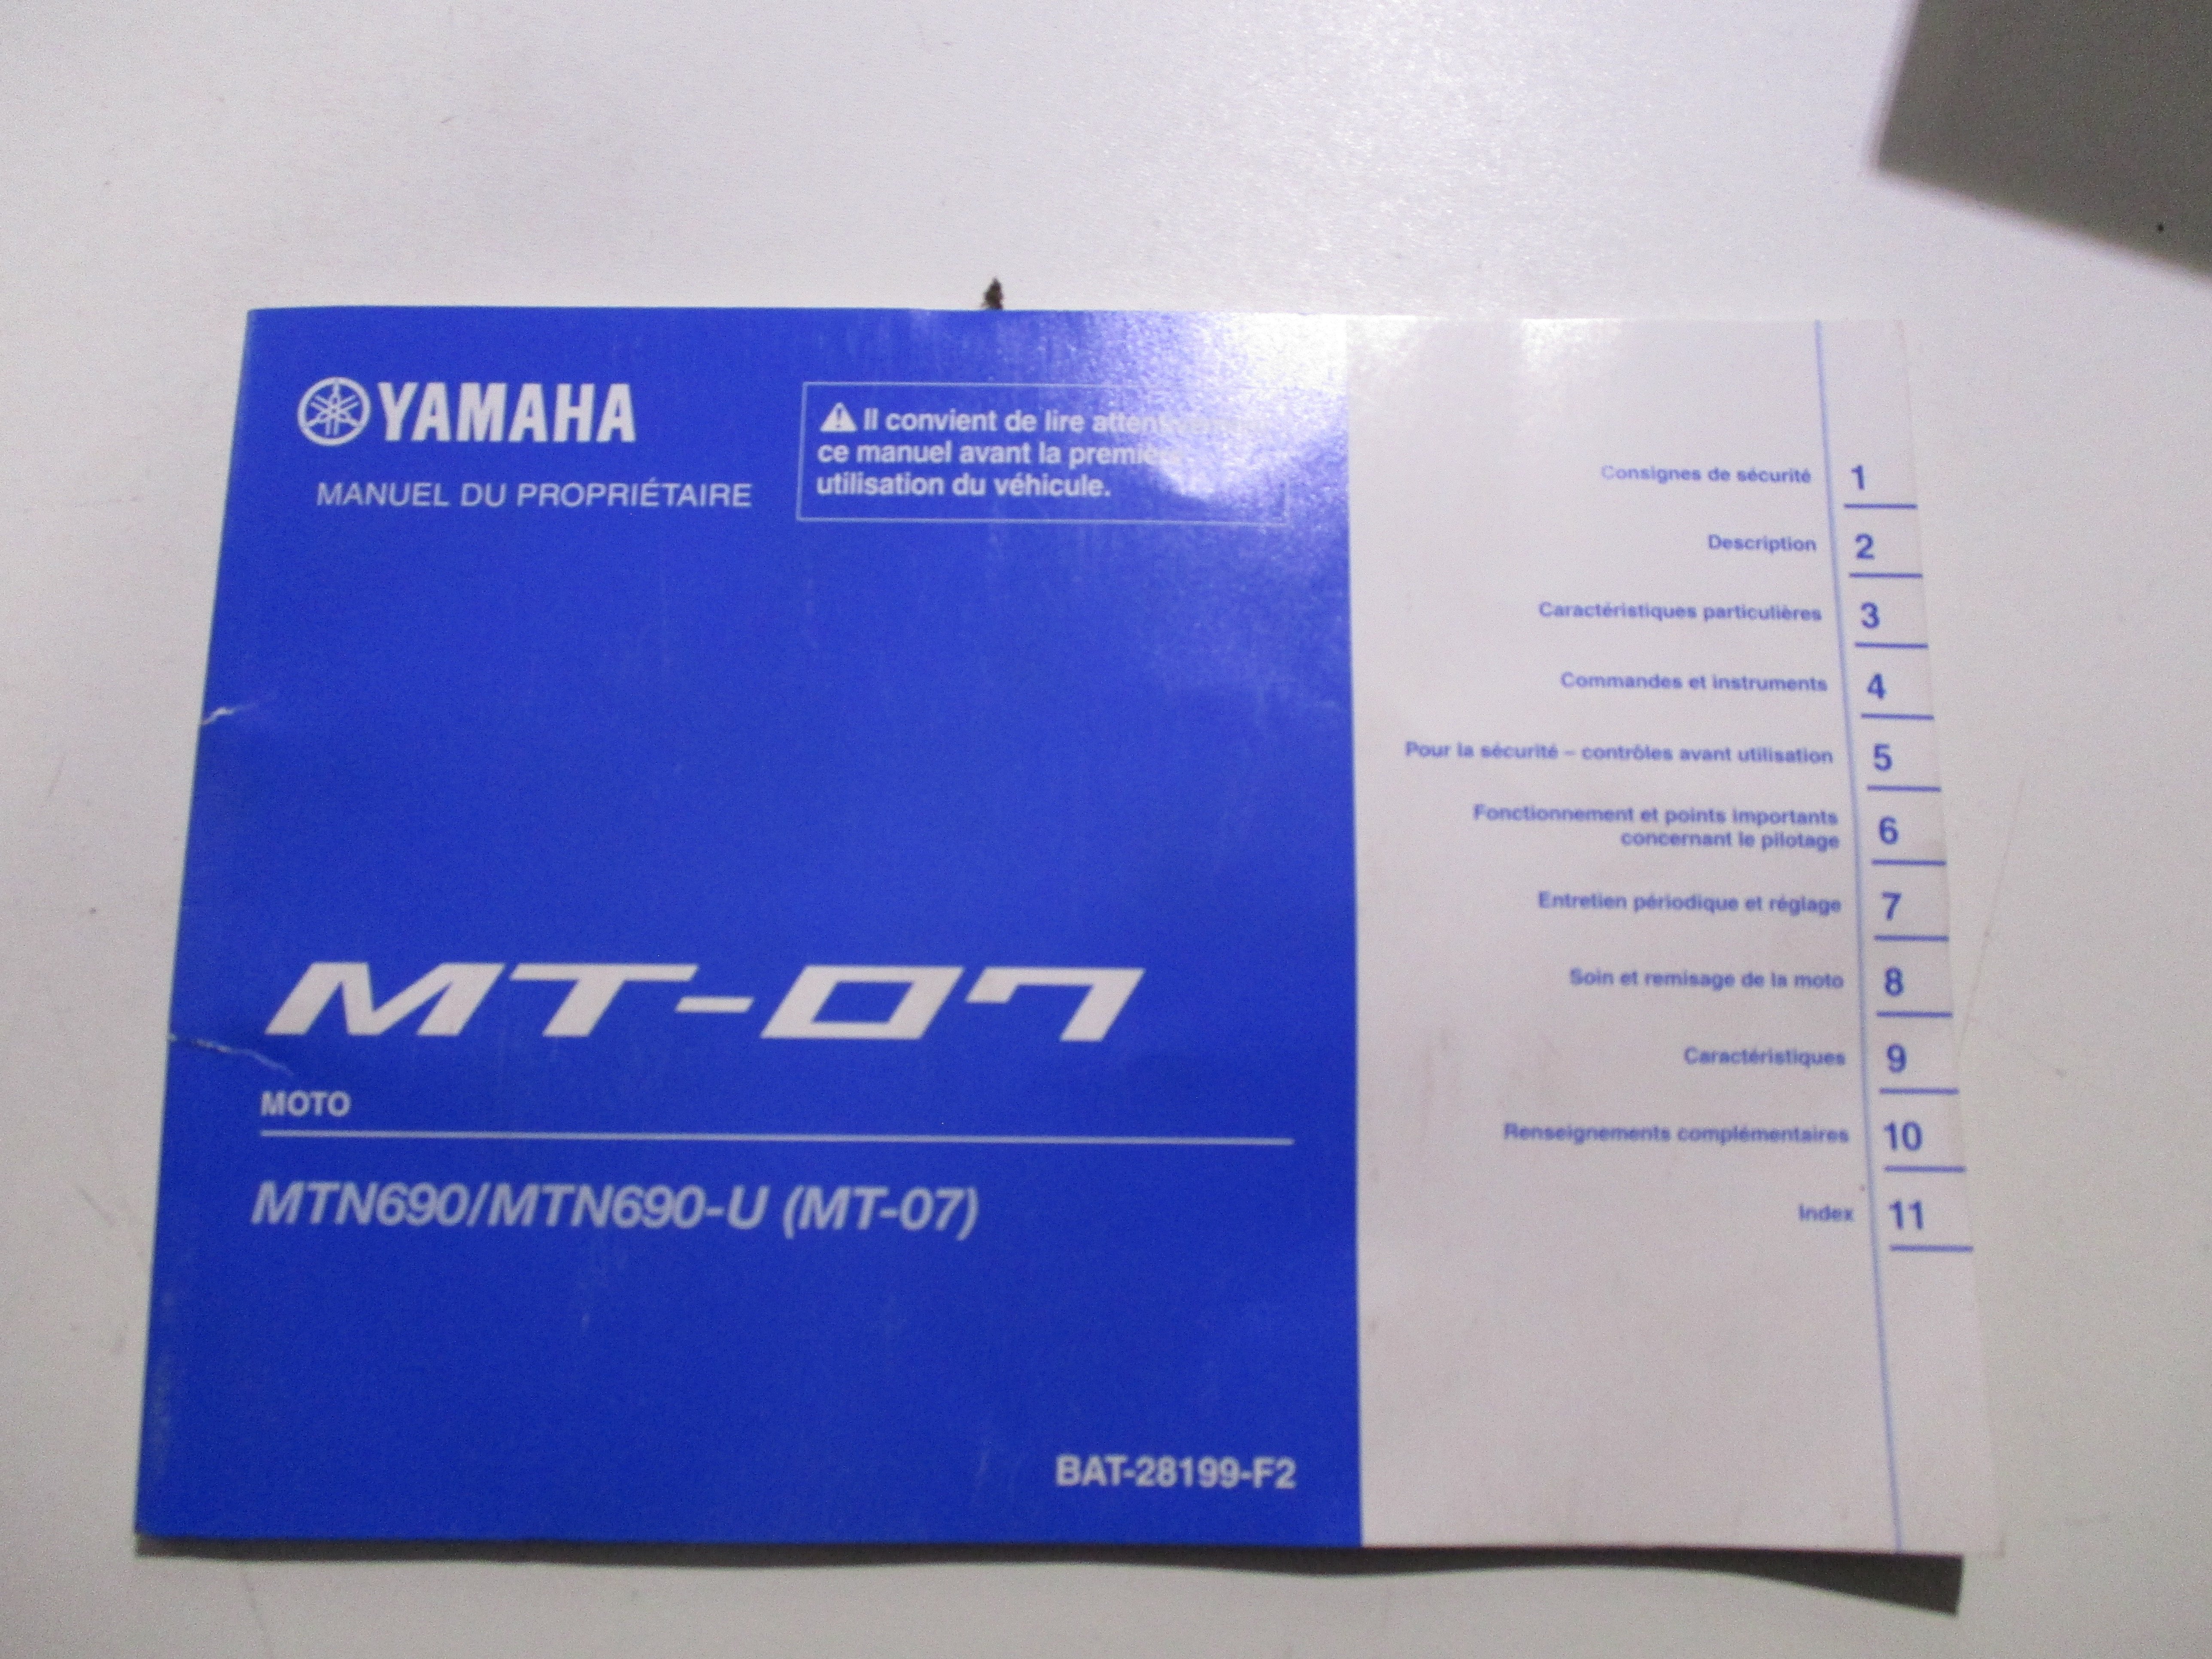 YAMAHA
MANUEL DU PROPRIÉTAIRE
Il convient de lire
ce manuel avant la première
utilisation du véhicule.
MT-07
MOTO
MTN690/MTN690-U (MT-07)
BAT-28199-F2
Consignes de sécurité 1
Description 2
Caractéristiques particulières 3
Commandes et instruments 4
Pour la sécurité – contrôles avant utilisation 5
Fonctionnement et points importants
concernant le pilotage 6
Entretien périodique et réglage 7
Soin et remisage de la moto 8
Caractéristiques 9
Renseignements complémentaires 10
Index 11